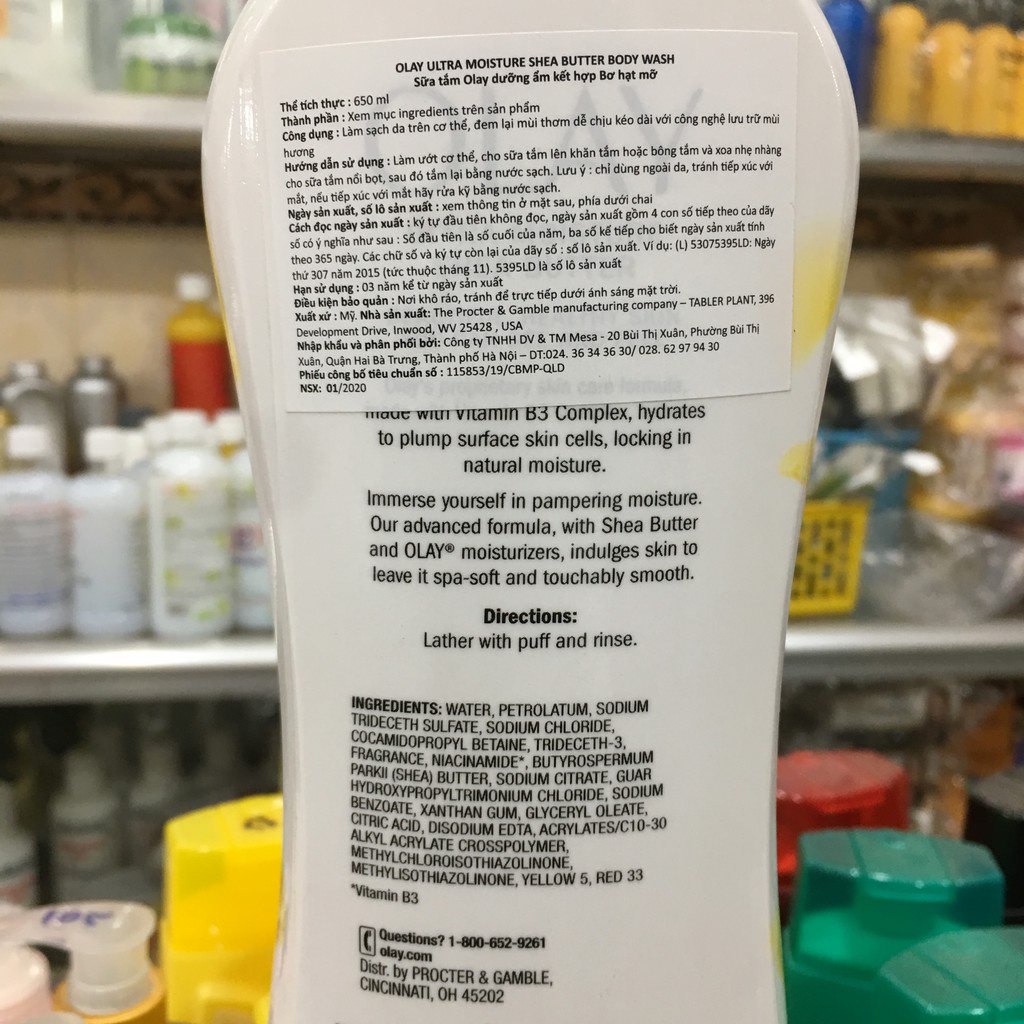 OLAY ULTRA MOISTURE SHEA BUTTER BODY WASH
Sữa tắm Olay dưỡng ẩm kết hợp Bơ hạt mỡ
Thể tích thực : 650 ml
Thành phần : Xem mục ingredients trên sản phẩm
Công dụng : Làm sạch da trên cơ thể, đem lại mùi thơm dễ chịu kéo dài với công nghệ lưu trữ mùi
hương
Hướng dẫn sử dụng : Làm ướt cơ thể, cho sữa tắm lên khăn tắm hoặc bông tắm và xoa nhẹ nhàng
cho sữa tắm nổi bọt, sau đó tắm lại bằng nước sạch. Lưu ý : chỉ dùng ngoài da, tránh tiếp xúc với
mắt, nếu tiếp xúc với mắt hãy rửa kỹ bằng nước sạch.
Ngày sản xuất, số lô sản xuất : xem thông tin ở mặt sau, phía dưới chai
Cách đọc ngày sản xuất : ký tự đầu tiên không đọc, ngày sản xuất gồm 4 con số tiếp theo của dãy
số có ý nghĩa như sau : Số đầu tiên là số cuối của năm, ba số kế tiếp cho biết ngày sản xuất tính
theo 365 ngày. Các chữ số và ký tự còn lại của dãy số : số lô sản xuất. Ví dụ: (L) 53075395LD: Ngày
thứ 307 năm 2015 (tức thuộc tháng 11). 5395LD là số lô sản xuất
Hạn sử dụng : 03 năm kể từ ngày sản xuất
Điều kiện bảo quản : Nơi khô ráo, tránh để trực tiếp dưới ánh sáng mặt trời.
Xuất xứ : Mỹ. Nhà sản xuất: The Procter & Gamble manufacturing company – TABLER PLANT, 396
Development Drive, Inwood, WV 25428 , USA
Nhập khẩu và phân phối bởi: Công ty TNHH DV & TM Mesa - 20 Bùi Thị Xuân, Phường Bùi Thị
Xuân, Quận Hai Bà Trưng, Thành phố Hà Nội – DT:024. 36 34 36 30/ 028. 62 97 94 30
Phiếu công bố tiêu chuẩn số : 115853/19/CBMP-QLD
NSX: 01/2020
made with Vitamin B3 Complex, hydrates
to plump surface skin cells, locking in
natural moisture.
Immerse yourself in pampering moisture.
Our advanced formula, with Shea Butter
and OLAY® moisturizers, indulges skin to
leave it spa-soft and touchably smooth.
Directions:
Lather with puff and rinse.
INGREDIENTS: WATER, PETROLATUM, SODIUM
TRIDECETH SULFATE, SODIUM CHLORIDE,
COCAMIDOPROPYL BETAINE, TRIDECETH-3,
FRAGRANCE, NIACINAMIDE*, BUTYROSPERMUM
PARKII (SHEA) BUTTER, SODIUM CITRATE, GUAR
HYDROXYPROPYLTRIMONIUM CHLORIDE, SODIUM
BENZOATE, XANTHAN GUM, GLYCERYL OLEATE,
CITRIC ACID, DISODIUM EDTA, ACRYLATES/C10-30
ALKYL ACRYLATE CROSSPOLYMER,
METHYLCHLOROISOTHIAZOLINONE,
METHYLISOTHIAZOLINONE, YELLOW 5, RED 33
*Vitamin B3
Questions? 1-800-652-9261
olay.com
Distr. by PROCTER & GAMBLE,
CINCINNATI, OH 45202